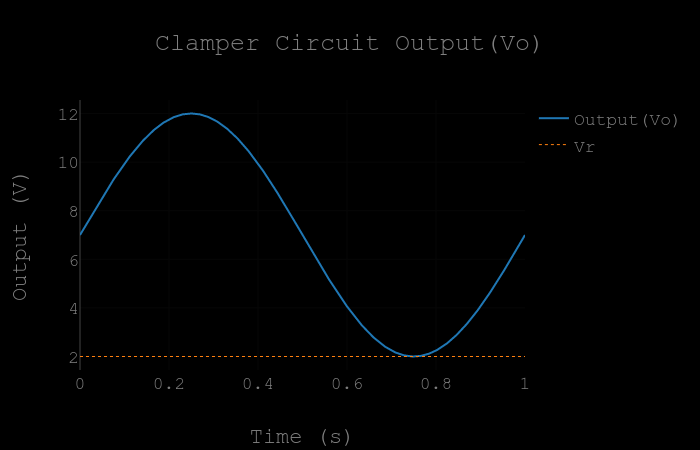 Clamper Circuit Output(Vo)
Output(Vo)
Vr
Output (V)
12
10
8
6
4
2
0 0.2 0.4 0.6 0.8 1
Time (s)